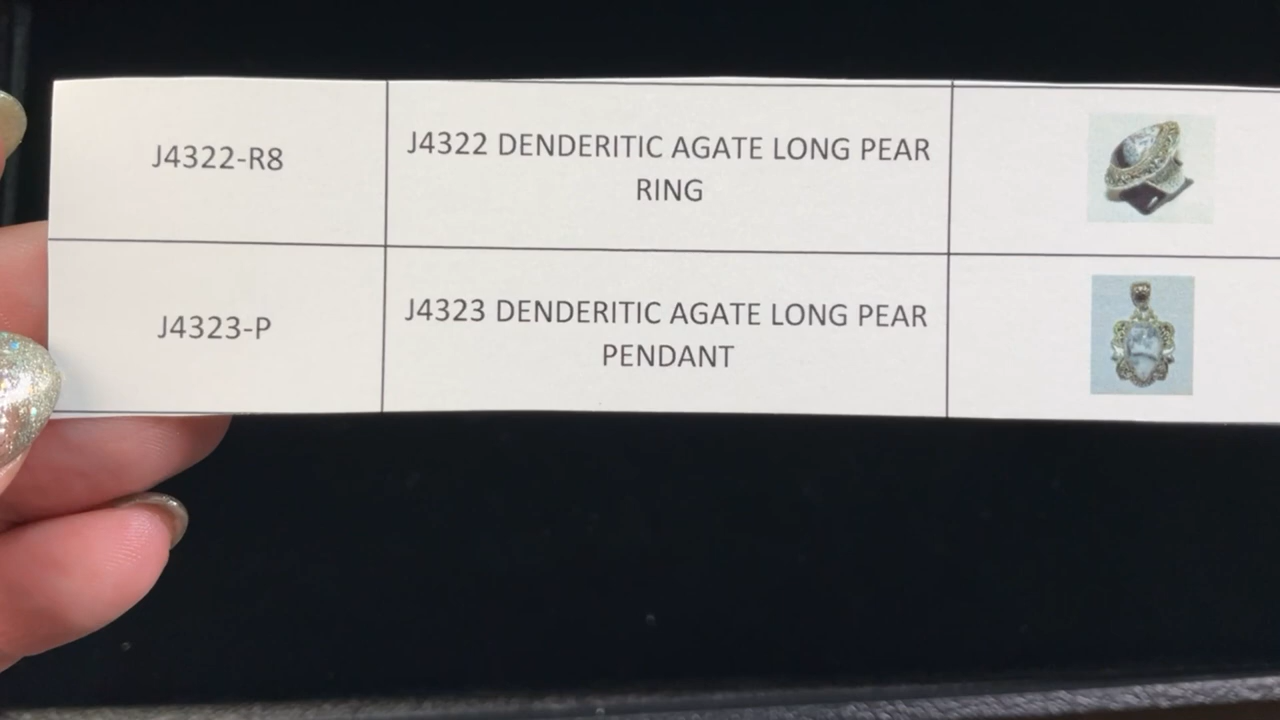 J4322-R8
J4322 DENDERITIC AGATE LONG PEAR
RING
J4323-P
J4323 DENDERITIC AGATE LONG PEAR
PENDANT